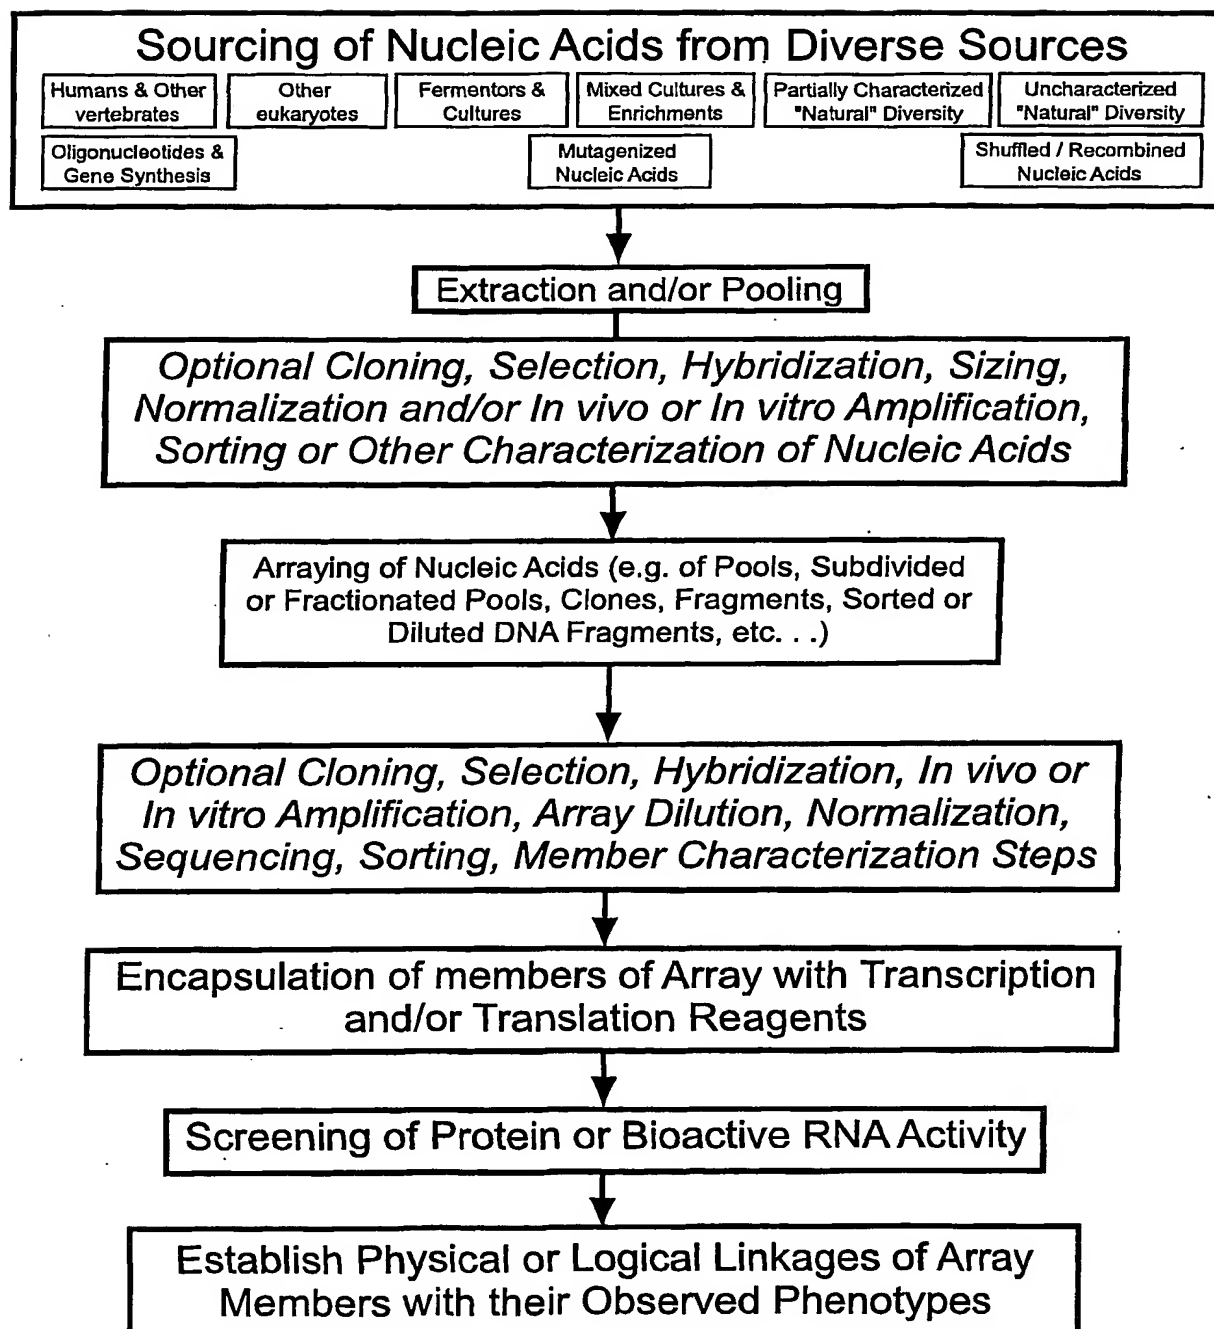 Sourcing of Nucleic Acids from Diverse Sources
Humans & Other
vertebrates
Other
eukaryotes
Fermentors &
Cultures
Mixed Cultures &
Enrichments
Partially Characterized
"Natural" Diversity
Uncharacterized
"Natural" Diversity
Oligonucleotides &
Gene Synthesis
Mutagenized
Nucleic Acids
Shuffled / Recombined
Nucleic Acids
Extraction and/or Pooling
Optional Cloning, Selection, Hybridization, Sizing,
Normalization and/or In vivo or In vitro Amplification,
Sorting or Other Characterization of Nucleic Acids
Arraying of Nucleic Acids (e.g. of Pools, Subdivided
or Fractionated Pools, Clones, Fragments, Sorted or
Diluted DNA Fragments, etc. . .)
Optional Cloning, Selection, Hybridization, In vivo or
In vitro Amplification, Array Dilution, Normalization,
Sequencing, Sorting, Member Characterization Steps
Encapsulation of members of Array with Transcription
and/or Translation Reagents
Screening of Protein or Bioactive RNA Activity
Establish Physical or Logical Linkages of Array
Members with their Observed Phenotypes